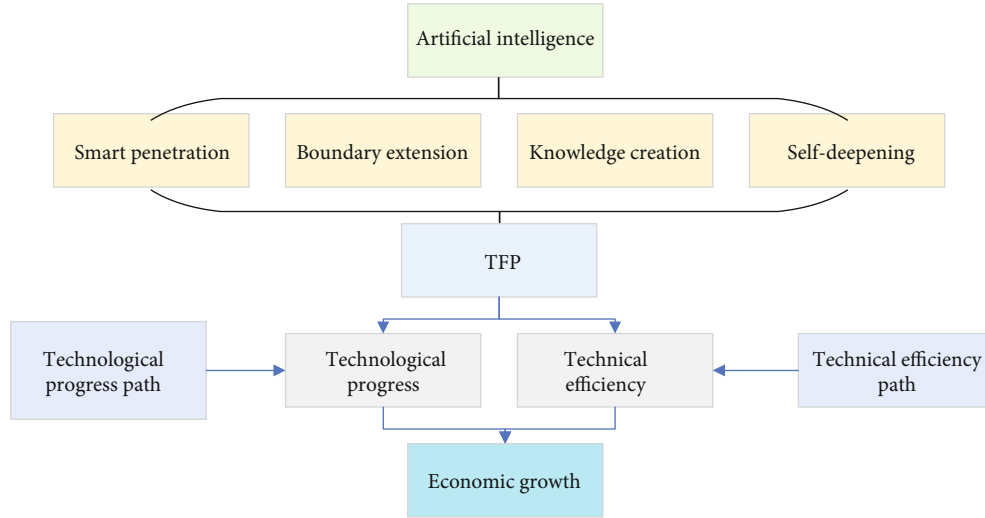 Artificial intelligence
Smart penetration
Boundary extension
Knowledge creation
Self-deepening
TFP
Technological
progress path
Technological
progress
Technical
efficiency
Technical efficiency
path
Economic growth